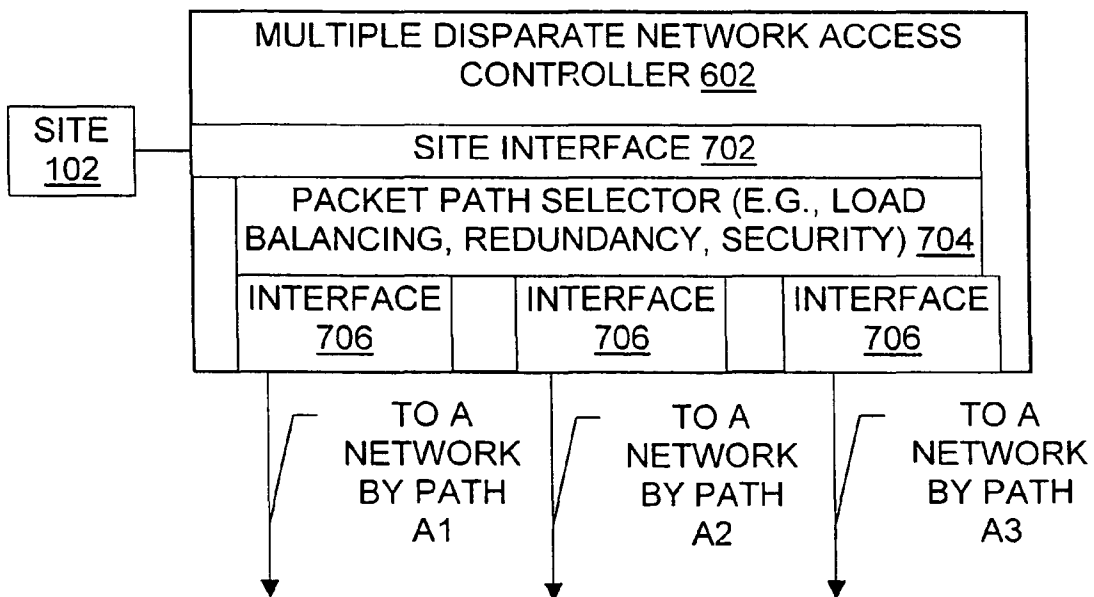 MULTIPLE DISPARATE NETWORK ACCESS
CONTROLLER 602
SITE
102
SITE INTERFACE 702
PACKET PATH SELECTOR (E.G., LOAD
BALANCING, REDUNDANCY, SECURITY) 704
INTERFACE
706
INTERFACE
706
INTERFACE
706
TO A
NETWORK
BY PATH
A1
TO A
NETWORK
BY PATH
A2
TO A
NETWORK
BY PATH
A3